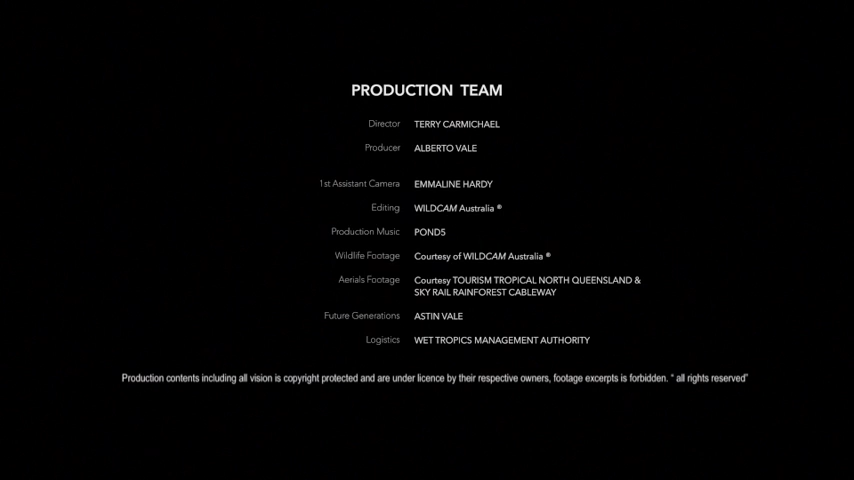 PRODUCTION TEAM
Director TERRY CARMICHAEL
Producer ALBERTO VALE
1st Assistant Camera EMMALINE HARDY
Editing WILDCAM Australia ®
Production Music POND5
Wildlife Footage Courtesy of WILDCAM Australia ®
Aerials Footage Courtesy TOURISM TROPICAL NORTH QUEENSLAND &
SKY RAIL RAINFOREST CABLEWAY
Future Generations ASTIN VALE
Logistics WET TROPICS MANAGEMENT AUTHORITY
Production contents including all vision is copyright protected and are under licence by their respective owners, footage excerpts is forbidden. “ all rights reserved”